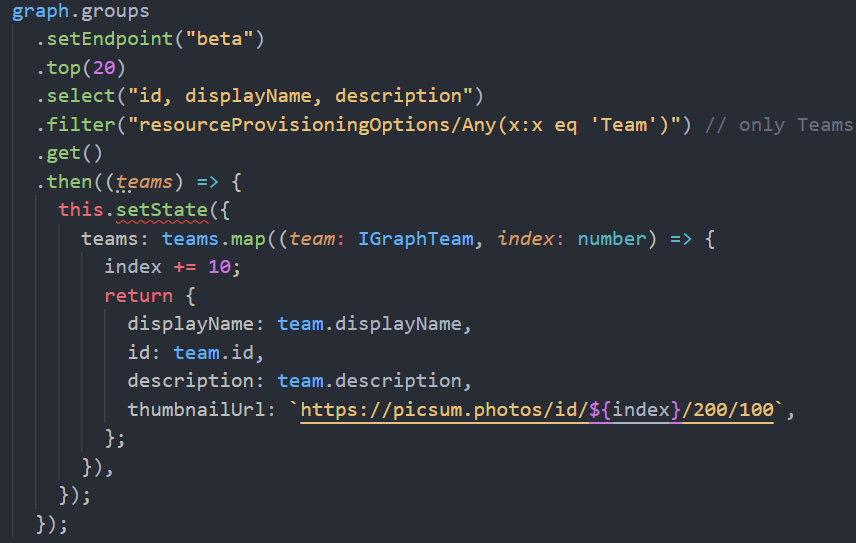 graph.groups
.setEndpoint("beta")
.top(20)
.select("id, displayName, description")
.filter("resourceProvisioningOptions/Any(x:x eq 'Team')") // only Teams
.get()
.then((teams) => {
this.setState({
teams: teams.map((team: IGraphTeam, index: number) => {
index += 10;
return {
displayName: team.displayName,
id: team.id,
description: team.description,
thumbnailUrl: `https://picsum.photos/id/${index}/200/100`,
};
}),
});
});